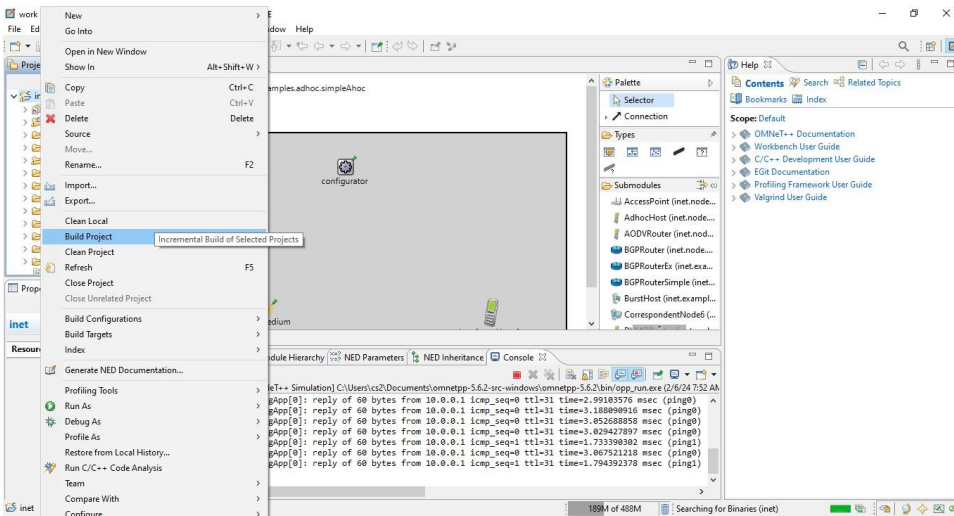 work
File Ed
dow Help
Proje
inet
Resour
inet
New
Go Into
Open in New Window
Show In Alt+Shift+W >
Copy Ctrl+C
Paste Ctrl+V
Delete Delete
Source
Move...
Rename... F2
Import...
Export...
Clean Local
Build Project
Incremental Build of Selected Projects
Clean Project
Refresh F5
Close Project
Close Unrelated Project
Build Configurations
Build Targets
Index
Generate NED Documentation...
Profiling Tools
Run As
Debug As
Profile As
Restore from Local History...
Run C/C++ Code Analysis
Team
Compare With
Configure
amples.adhoc.simpleAhoc
configurator
edium
Palette
Selector
Connection
Types
Submodules
AccessPoint (inet.node...
AdhocHost (inet.node....
AODVRouter (inet.nod...
BGPRouter (inet.node....
BGPRouterEx (inet.exa...
BGPRouterSimple (inet...
BurstHost (inet.exampl...
CorrespondentNode6 (...
dule Hierarchy NED Parameters NED Inheritance Console
eT++ Simulation] C:\Users\cs2\Documents\omnetpp-5.6.2-src-windows\omnetpp-5.6.2\bin/opp_run.exe (2/6/24 7:52 AM
gApp[0]: reply of 60 bytes from 10.0.0.1 icmp_seq=0 ttl=31 time=2.99103576 msec (ping0)
gApp[0]: reply of 60 bytes from 10.0.0.1 icmp_seq=0 ttl=31 time=3.188090916 msec (ping0)
gApp[0]: reply of 60 bytes from 10.0.0.1 icmp_seq=0 ttl=31 time=3.052688858 msec (ping0)
gApp[0]: reply of 60 bytes from 10.0.0.1 icmp_seq=0 ttl=31 time=3.029427897 msec (ping0)
gApp[0]: reply of 60 bytes from 10.0.0.1 icmp_seq=1 ttl=31 time=1.733390302 msec (ping1)
gApp[0]: reply of 60 bytes from 10.0.0.1 icmp_seq=0 ttl=31 time=3.067521218 msec (ping0)
gApp[0]: reply of 60 bytes from 10.0.0.1 icmp_seq=1 ttl=31 time=1.794392378 msec (ping1)
Help
Contents Search Related Topics
Bookmarks Index
Scope: Default
OMNeT++ Documentation
Workbench User Guide
C/C++ Development User Guide
EGit Documentation
Profiling Framework User Guide
Valgrind User Guide
189M of 488M
Searching for Binaries (inet)